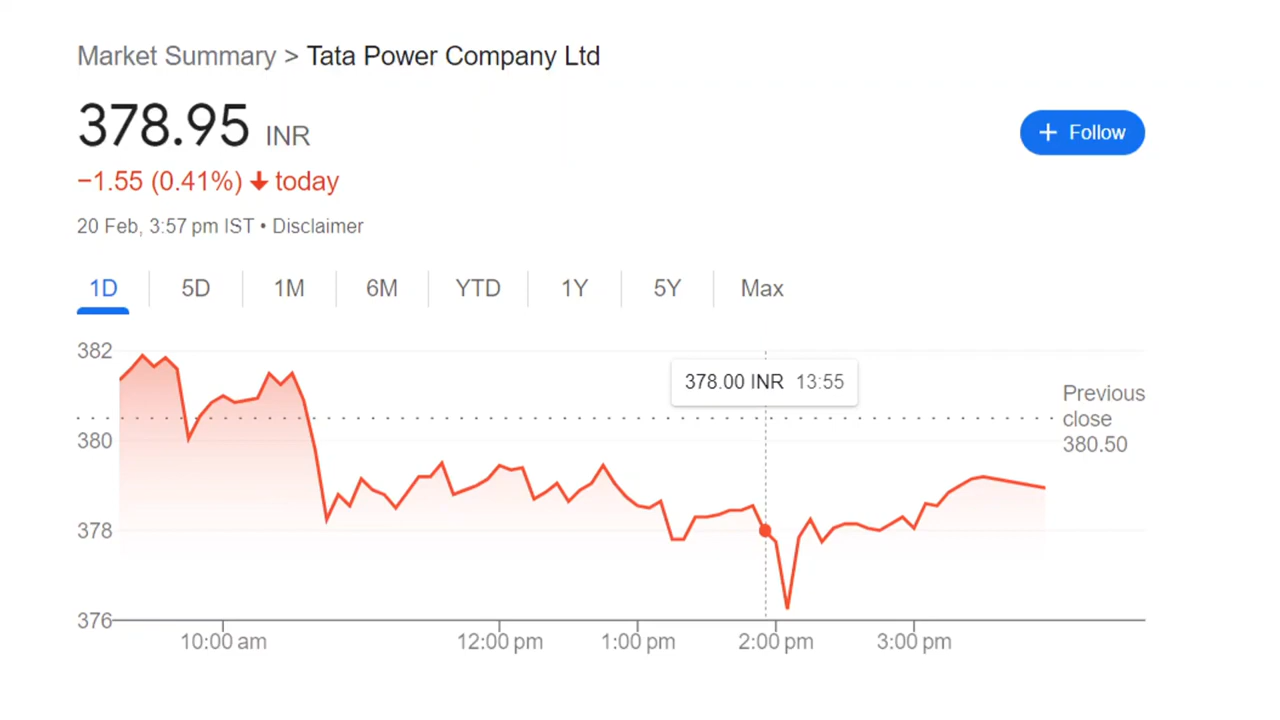 Market Summary > Tata Power Company Ltd
378.95 INR
+ Follow
−1.55 (0.41%) ↓ today
20 Feb, 3:57 pm IST • Disclaimer
1D 5D 1M 6M YTD 1Y 5Y Max
382
378.00 INR 13:55
Previous
close
380.50
380
378
376
10:00 am 12:00 pm 1:00 pm 2:00 pm 3:00 pm